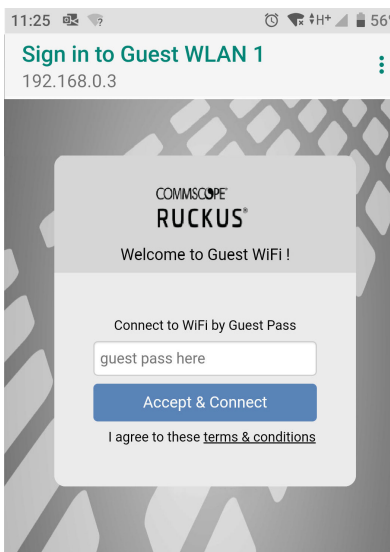 11:25
H+
56%
Sign in to Guest WLAN 1
192.168.0.3
COMMSCOPE®
RUCKUS®
Welcome to Guest WiFi !
Connect to WiFi by Guest Pass
guest pass here
Accept & Connect
I agree to these terms & conditions